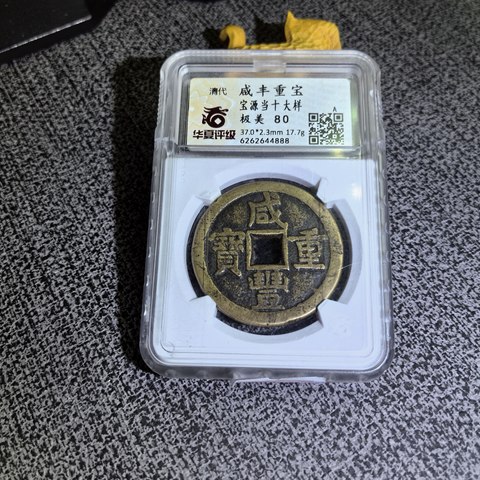 清代
咸丰重宝
宝源当十大样
极美 80
A
华夏评级
37.0*2.3mm 17.7g
6262644888
咸
寶 重
豐